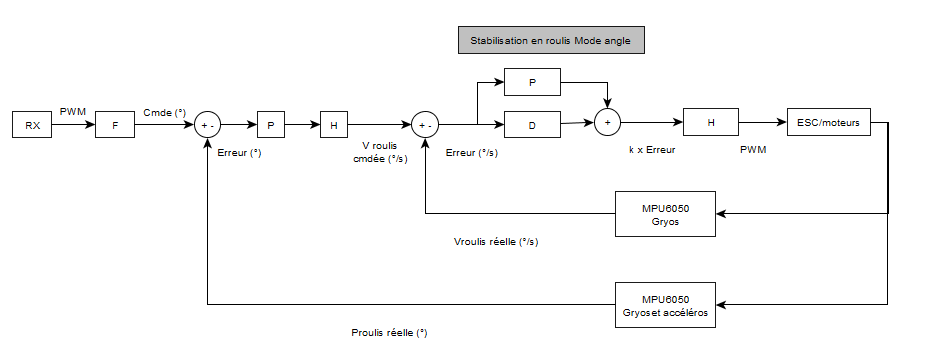 Stabilisation en roulis Mode angle
P
RX
PWM
F
Cmde (°)
+ -
P
H
+ -
D
+
H
ESC/moteurs
Erreur (°)
V roulis
cmdée (°/s)
Erreur (°/s)
k x Erreur
PWM
MPU6050
Gryos
Vroulis réelle (°/s)
MPU6050
Gryos et accéléros
Proulis réelle (°)